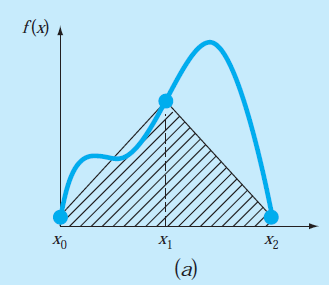 f(x)
x₀ x₁ x₂
(a)